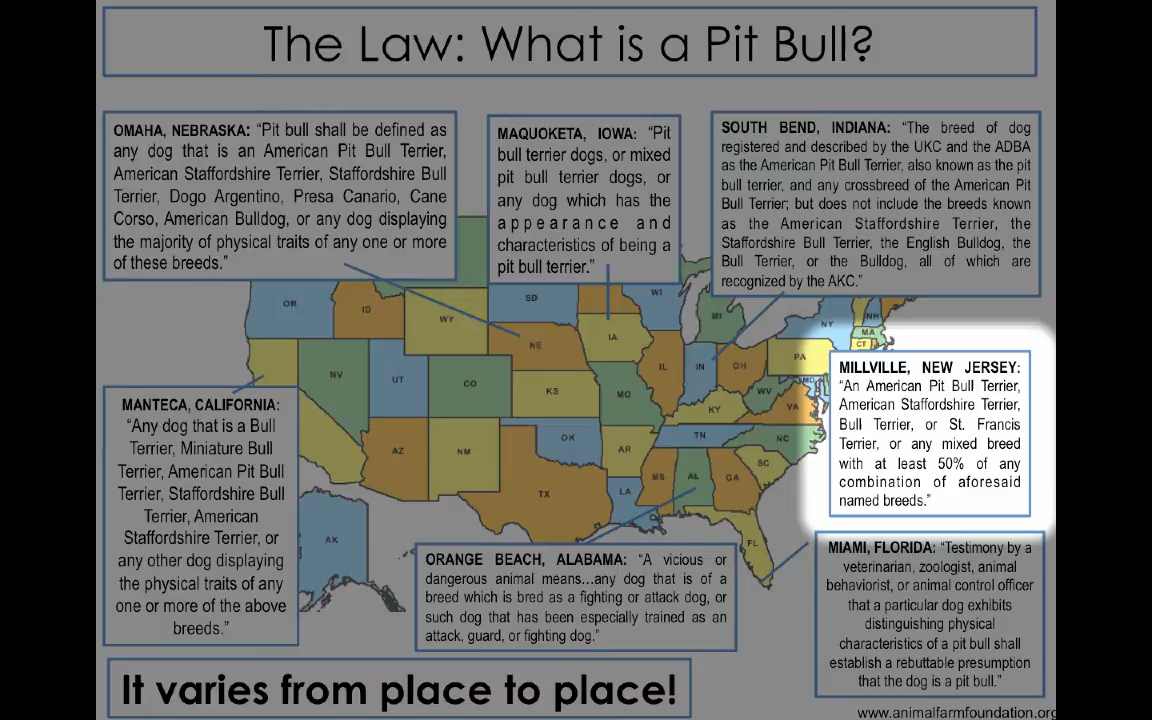 The Law: What is a Pit Bull?
OMAHA, NEBRASKA: “Pit bull shall be defined as
any dog that is an American Pit Bull Terrier,
American Staffordshire Terrier, Staffordshire Bull
Terrier, Dogo Argentino, Presa Canario, Cane
Corso, American Bulldog, or any dog displaying
the majority of physical traits of any one or more
of these breeds.”
MAQUOKETA, IOWA: “Pit
bull terrier dogs, or mixed
pit bull terrier dogs, or
any dog which has the
appearance and
characteristics of being a
pit bull terrier.”
SOUTH BEND, INDIANA: “The breed of dog
registered and described by the UKC and the ADBA
as the American Pit Bull Terrier, also known as the pit
bull terrier, and any crossbreed of the American Pit
Bull Terrier; but does not include the breeds known
as the American Staffordshire Terrier, the
Staffordshire Bull Terrier, the English Bulldog, the
Bull Terrier, or the Bulldog, all of which are
recognized by the AKC.”
OR
ID
WY
SD
WI
MI
NY
NH
MA
CT
NE
IA
IL
IN
OH
PA
MD
NV
UT
CO
KS
MO
KY
WV
VA
AZ
NM
OK
AR
TN
NC
SC
TX
LA
MS
AL
GA
FL
AK
MILLVILLE, NEW JERSEY:
“An American Pit Bull Terrier,
American Staffordshire Terrier,
Bull Terrier, or St. Francis
Terrier, or any mixed breed
with at least 50% of any
combination of aforesaid
named breeds.”
MANTECA, CALIFORNIA:
“Any dog that is a Bull
Terrier, Miniature Bull
Terrier, American Pit Bull
Terrier, Staffordshire Bull
Terrier, American
Staffordshire Terrier, or
any other dog displaying
the physical traits of any
one or more of the above
breeds.”
ORANGE BEACH, ALABAMA: “A vicious or
dangerous animal means…any dog that is of a
breed which is bred as a fighting or attack dog, or
such dog that has been especially trained as an
attack, guard, or fighting dog.”
MIAMI, FLORIDA: “Testimony by a
veterinarian, zoologist, animal
behaviorist, or animal control officer
that a particular dog exhibits
distinguishing physical
characteristics of a pit bull shall
establish a rebuttable presumption
that the dog is a pit bull.”
It varies from place to place!
www.animalfarmfoundation.org